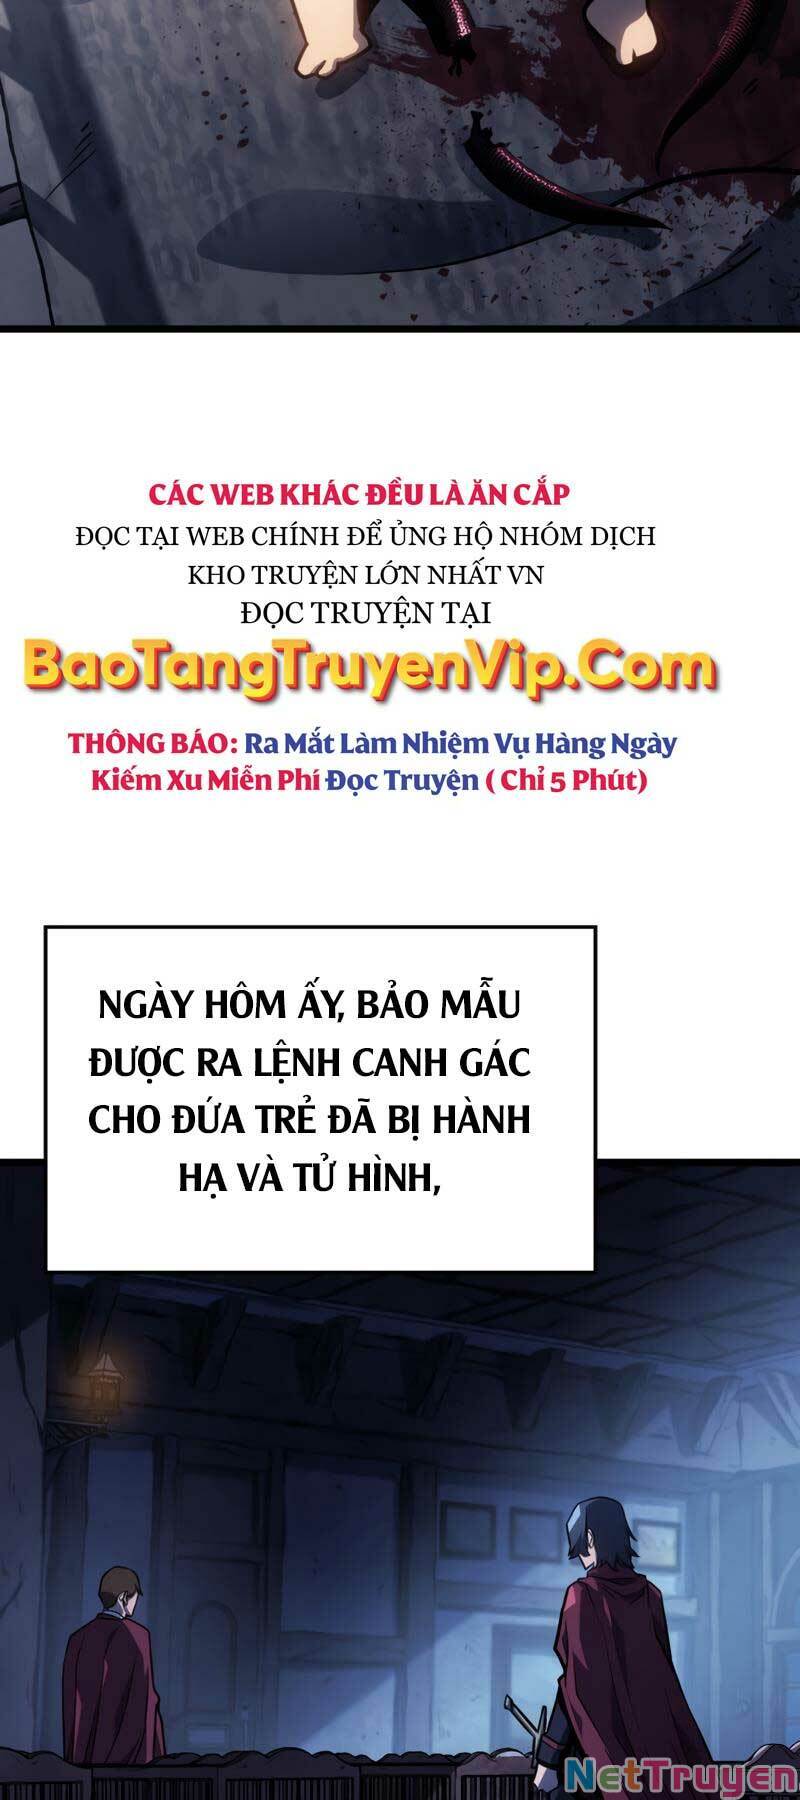 CÁC WEB KHÁC ĐỀU LÀ ĂN CẮP
ĐỌC TẠI WEB CHÍNH ĐỂ ỦNG HỘ NHÓM DỊCH
KHO TRUYỆN LỚN NHẤT VN
ĐỌC TRUYỆN TẠI
BaoTangTruyenVip.Com
THÔNG BÁO: Ra Mắt Làm Nhiệm Vụ Hàng Ngày
Kiếm Xu Miễn Phí Đọc Truyện ( Chỉ 5 Phút)
NGÀY HÔM ẤY, BẢO MẪU
ĐƯỢC RA LỆNH CANH GÁC
CHO ĐỨA TRẺ ĐÃ BỊ HÀNH
HẠ VÀ TỬ HÌNH,
NetTruyen